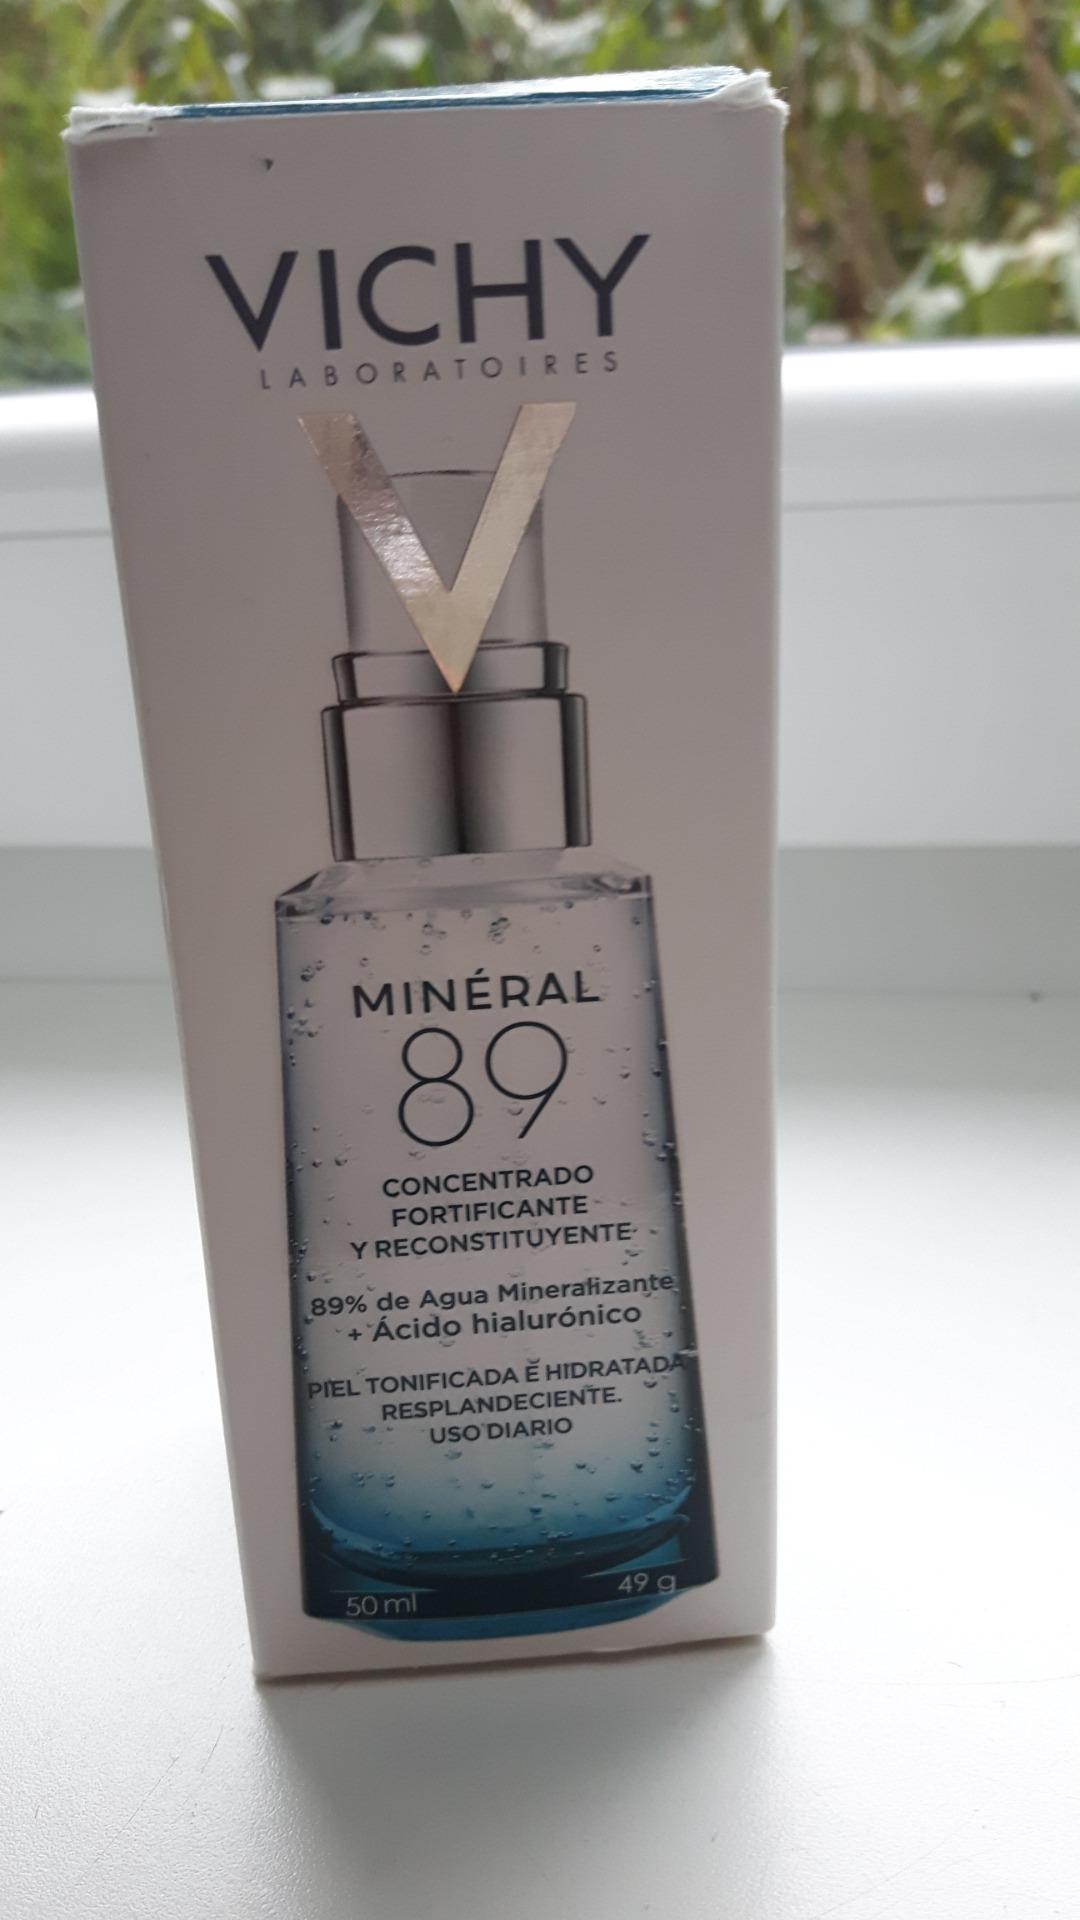 VICHY
LABORATOIRES
MINÉRAL
89
CONCENTRADO
FORTIFICANTE
Y RECONSTITUYENTE
89% de Agua Mineralizante
+ Ácido hialurónico
PIEL TONIFICADA E HIDRATADA
RESPLANDECIENTE.
USO DIARIO
50 ml 49 g